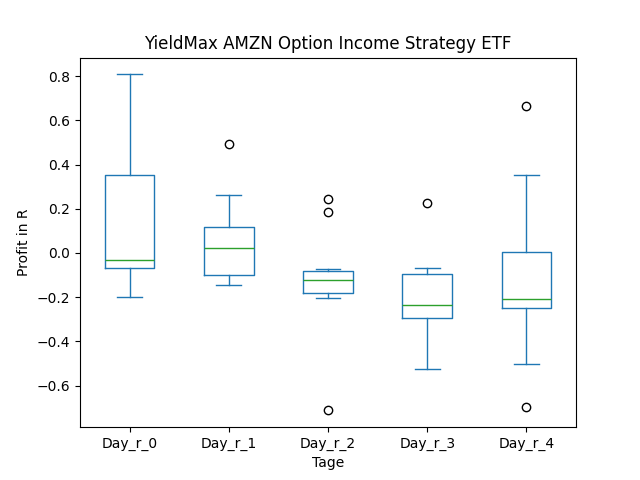 YieldMax AMZN Option Income Strategy ETF
0.8
0.6
0.4
0.2
0.0
−0.2
−0.4
−0.6
Profit in R
Day_r_0 Day_r_1 Day_r_2 Day_r_3 Day_r_4
Tage